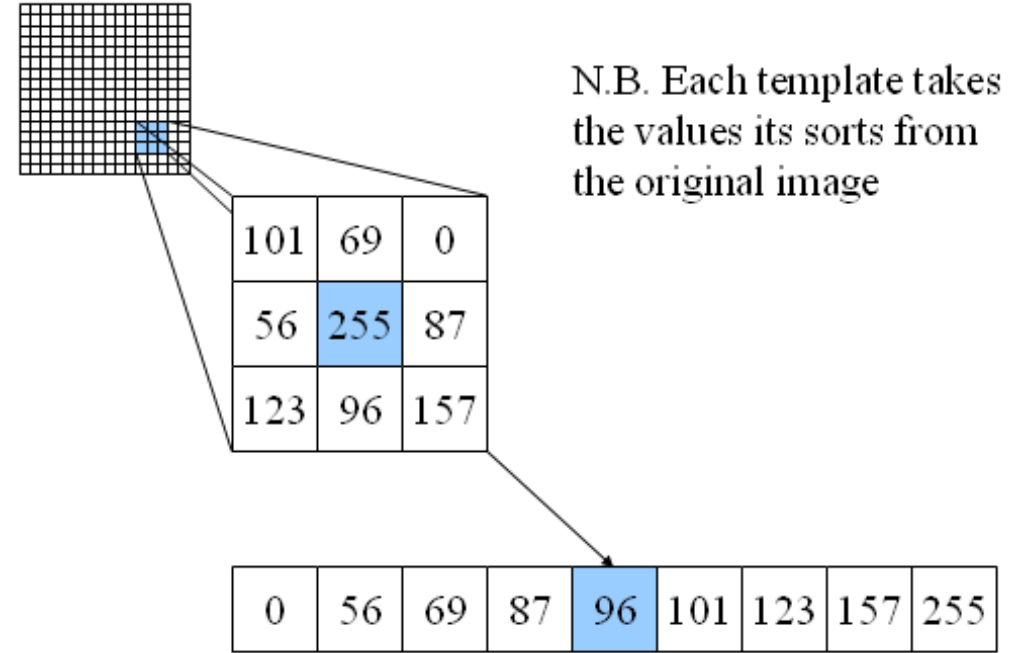 N.B. Each template takes
the values its sorts from
the original image
101 69 0
56 255 87
123 96 157
0 56 69 87 96 101 123 157 255